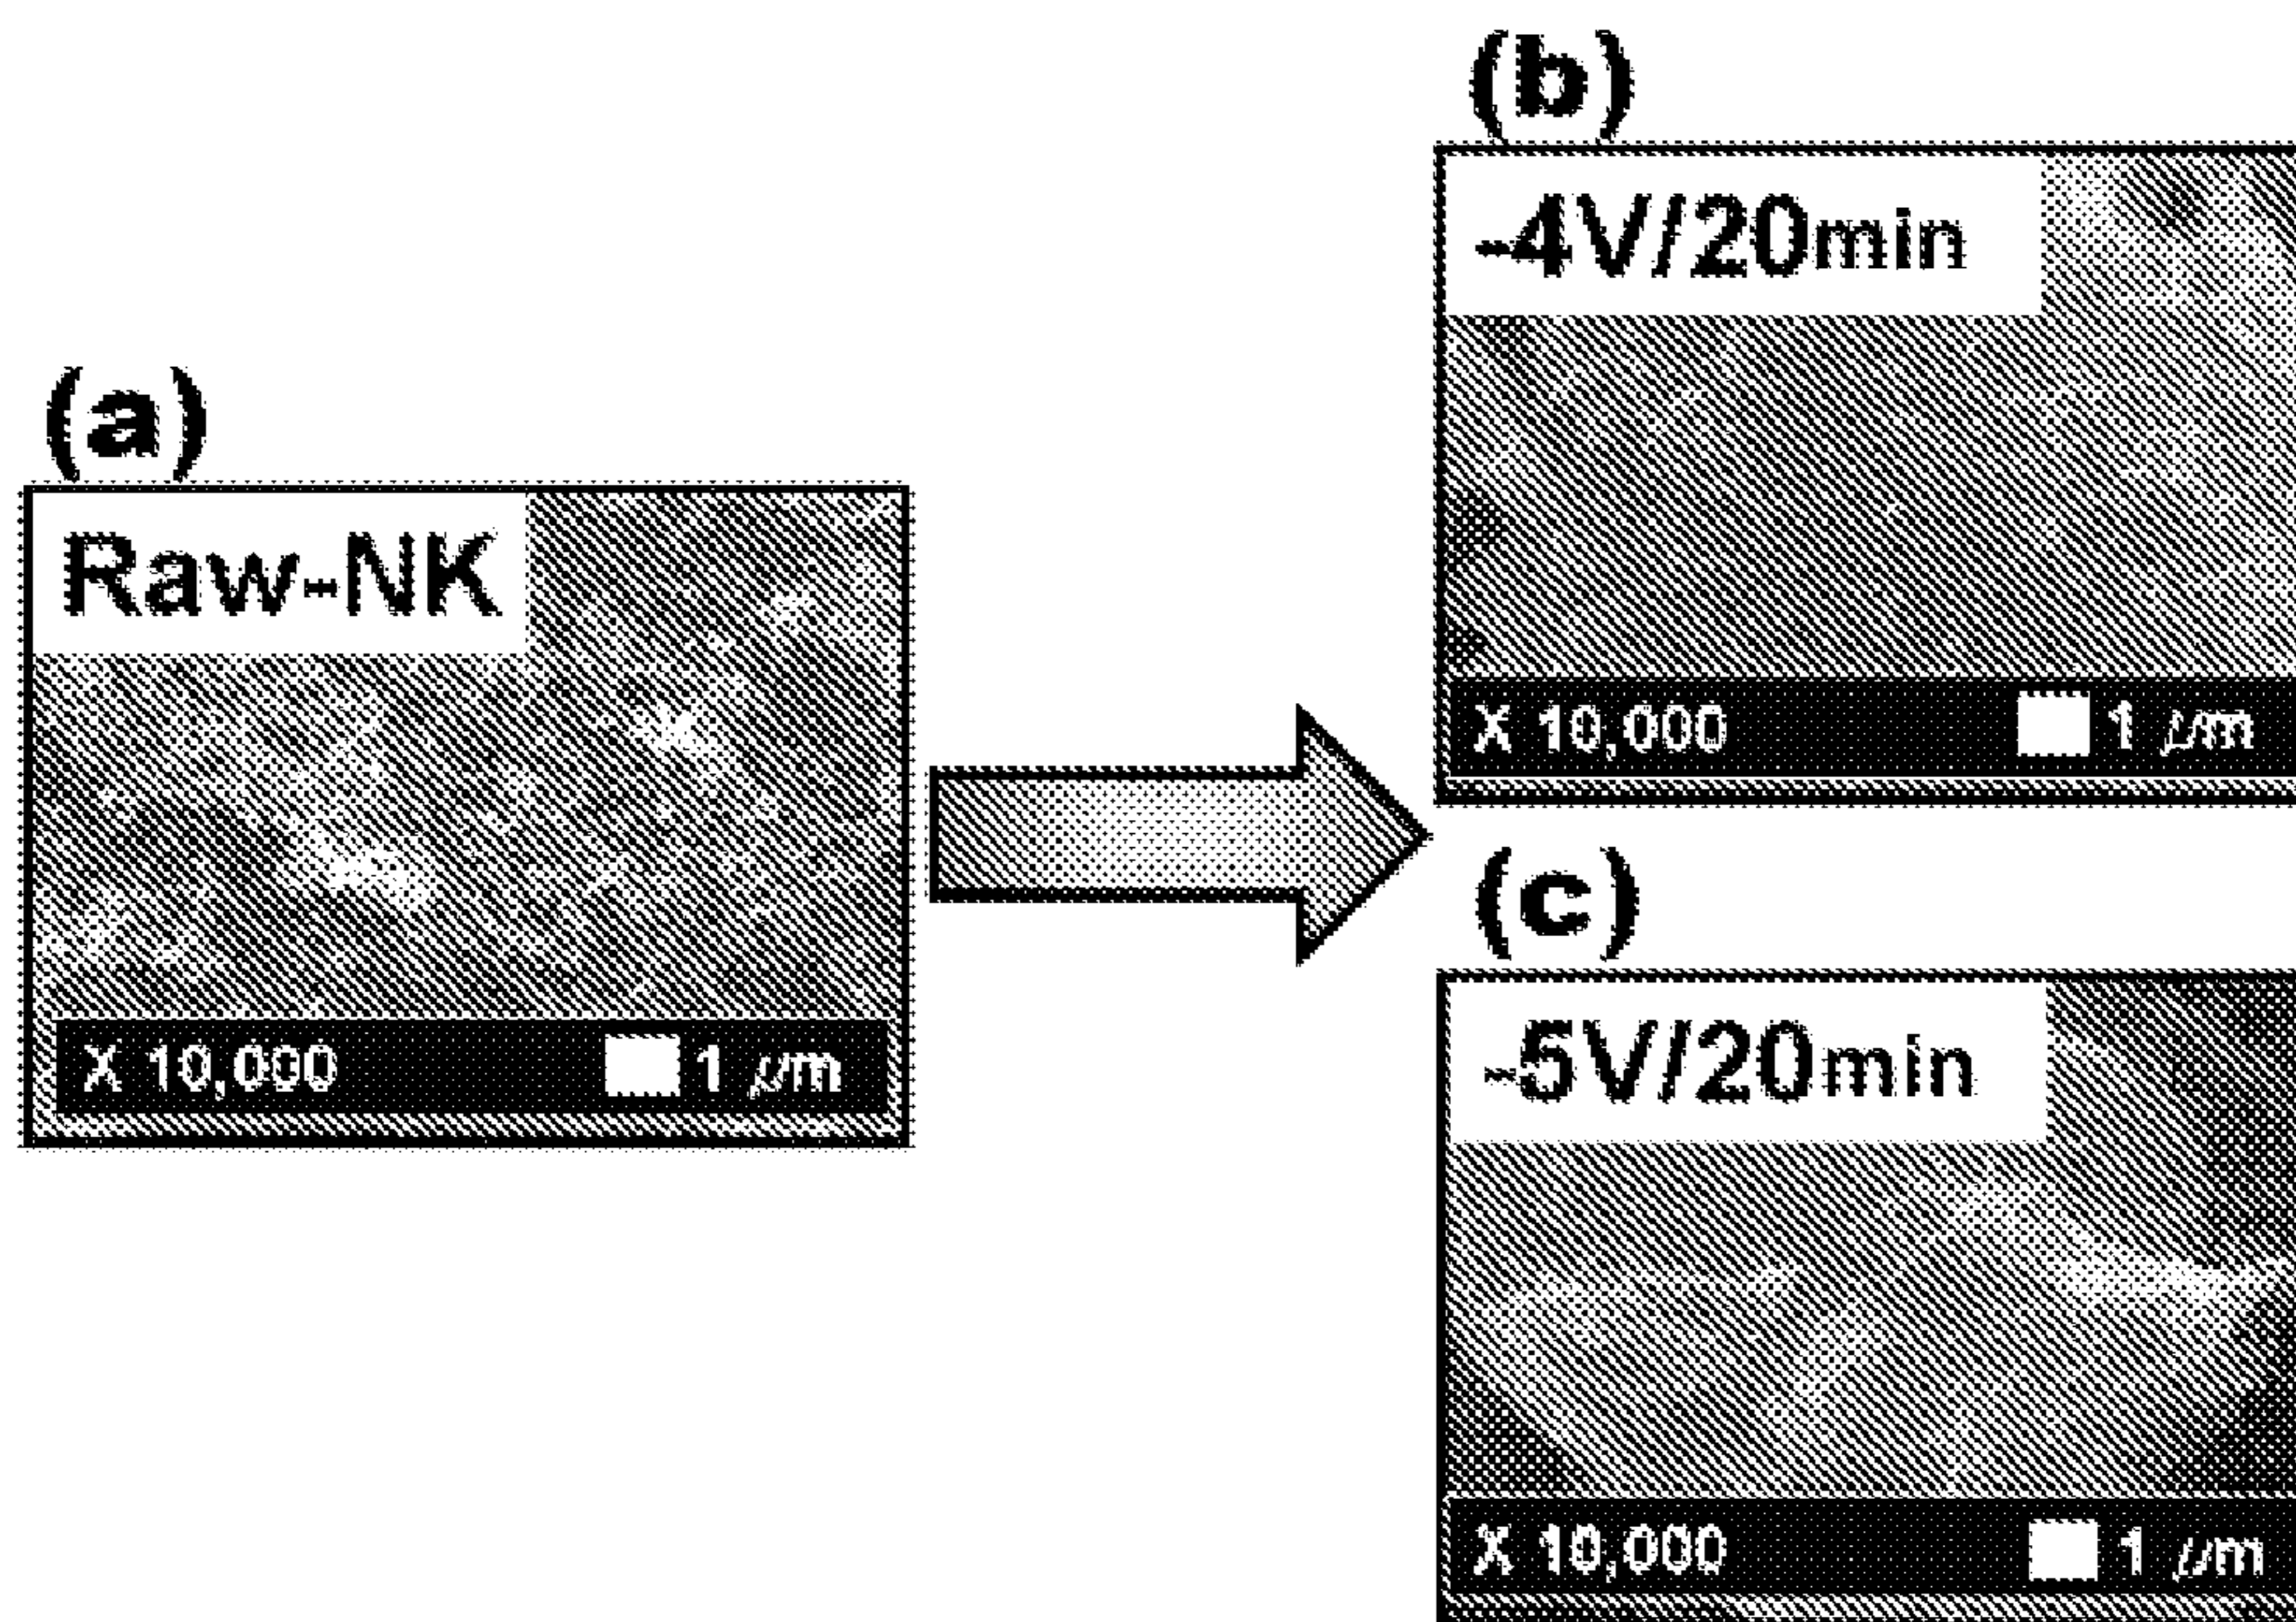 (a)
Raw-NK
X 10,000 1 μm
(b)
-4V/20min
X 10,000 1 μm
(c)
-5V/20min
X 10,000 1 μm